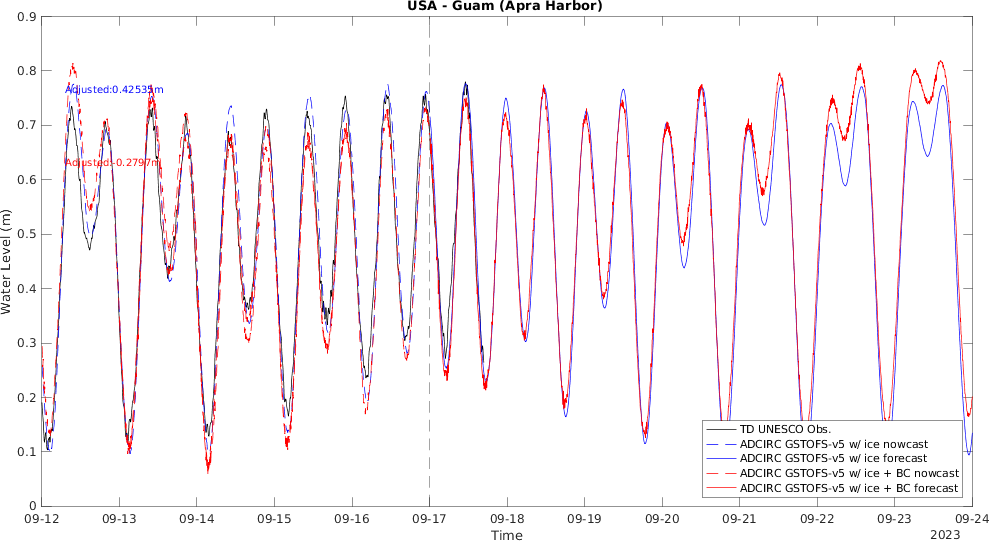 USA - Guam (Apra Harbor)
0.9
0.8
0.7
0.6
0.5
0.4
0.3
0.2
0.1
0
Water Level (m)
Adjusted:0.42535m
Adjusted:-0.2797m
TD UNESCO Obs.
ADCIRC GSTOFS-v5 w/ ice nowcast
ADCIRC GSTOFS-v5 w/ ice forecast
ADCIRC GSTOFS-v5 w/ ice + BC nowcast
ADCIRC GSTOFS-v5 w/ ice + BC forecast
09-12 09-13 09-14 09-15 09-16 09-17 09-18 09-19 09-20 09-21 09-22 09-23 09-24
Time
2023